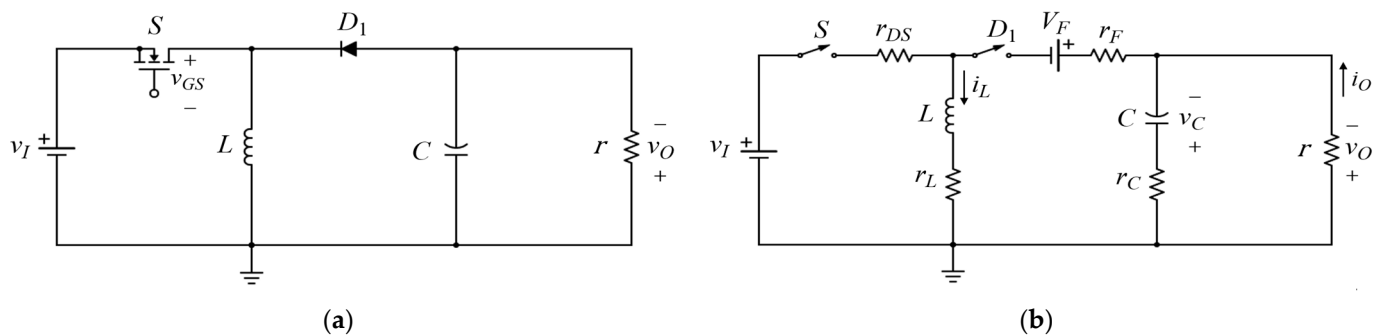 S
D1
+
vGS
−
vI
+
L
C
r
−
vO
+
(a)
S
rDS
D1
VF
+
rF
iL
iO
vI
+
L
rL
C
−
vC
+
rC
r
−
vO
+
(b)